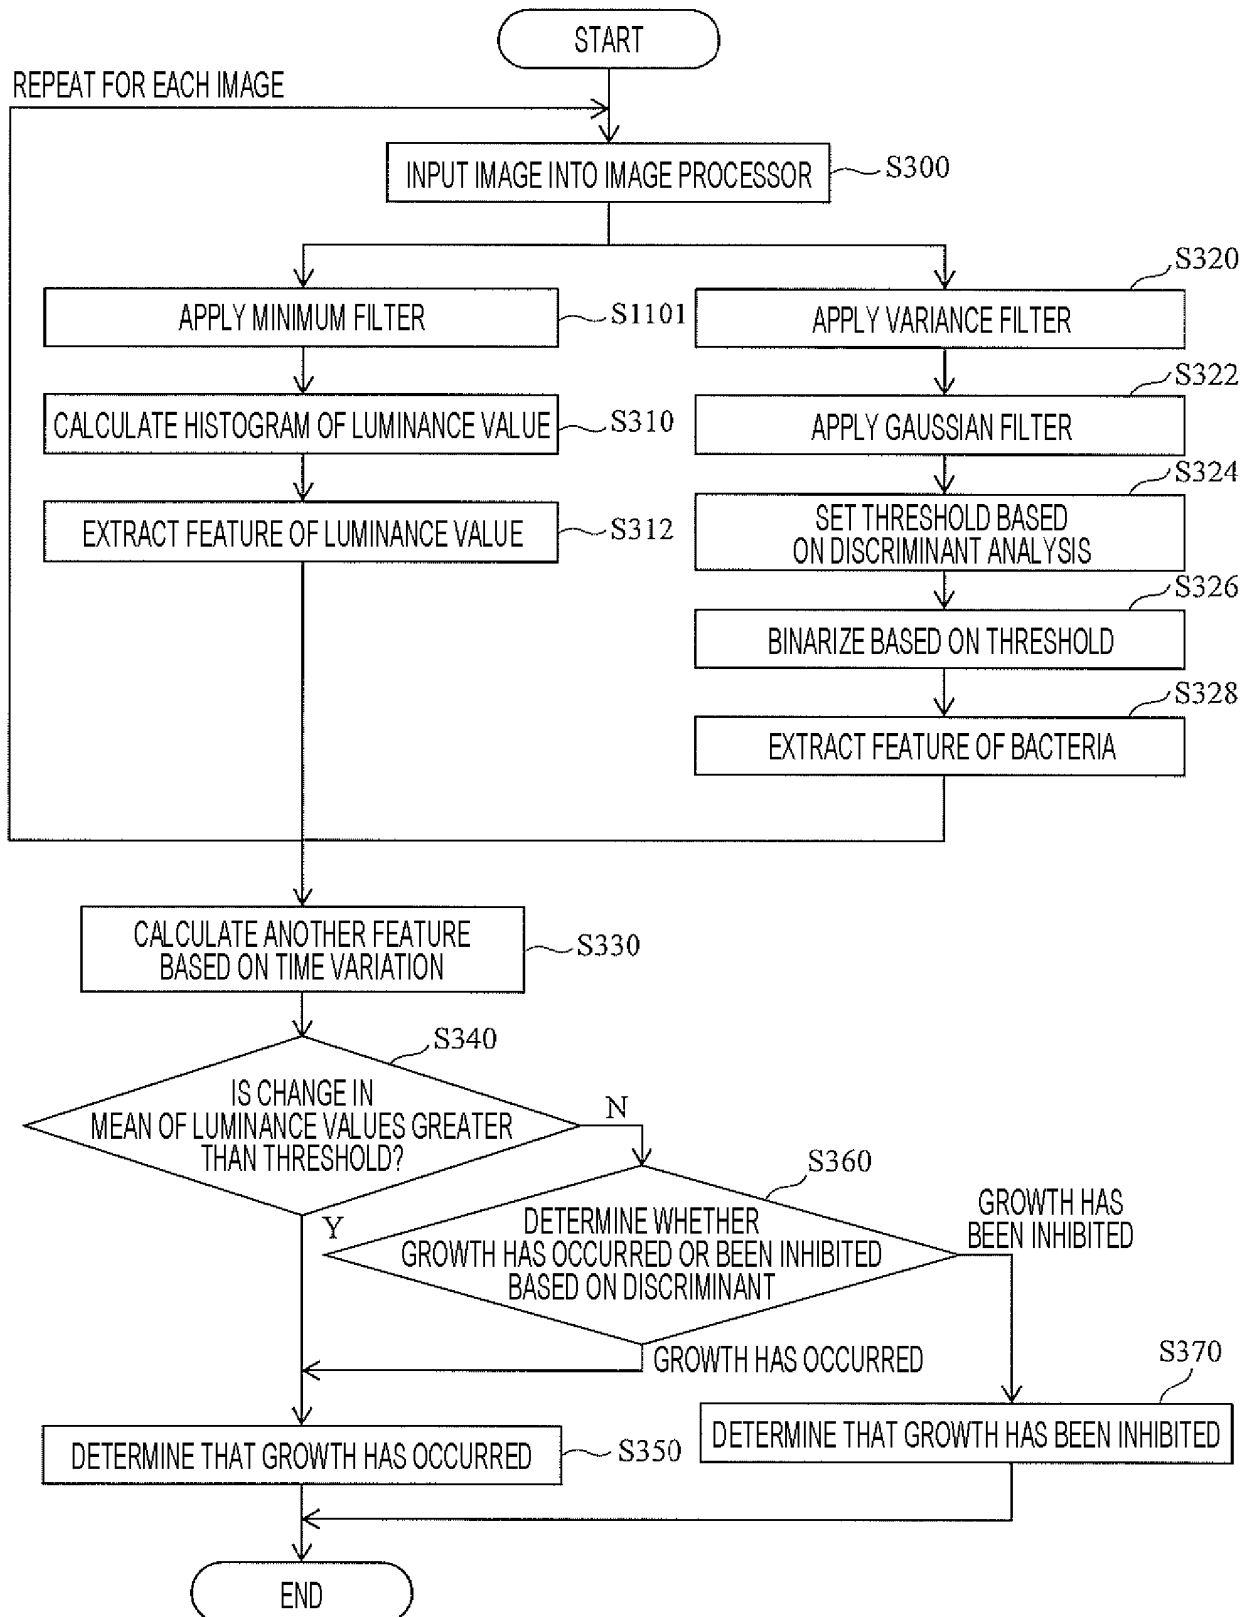 START
REPEAT FOR EACH IMAGE
INPUT IMAGE INTO IMAGE PROCESSOR
S300
APPLY MINIMUM FILTER
S1101
CALCULATE HISTOGRAM OF LUMINANCE VALUE
S310
EXTRACT FEATURE OF LUMINANCE VALUE
S312
S320
APPLY VARIANCE FILTER
S322
APPLY GAUSSIAN FILTER
S324
SET THRESHOLD BASED
ON DISCRIMINANT ANALYSIS
S326
BINARIZE BASED ON THRESHOLD
S328
EXTRACT FEATURE OF BACTERIA
CALCULATE ANOTHER FEATURE
BASED ON TIME VARIATION
S330
S340
IS CHANGE IN
MEAN OF LUMINANCE VALUES GREATER
THAN THRESHOLD?
N
Y
S360
DETERMINE WHETHER
GROWTH HAS OCCURRED OR BEEN INHIBITED
BASED ON DISCRIMINANT
GROWTH HAS
BEEN INHIBITED
GROWTH HAS OCCURRED
S370
DETERMINE THAT GROWTH HAS BEEN INHIBITED
DETERMINE THAT GROWTH HAS OCCURRED
S350
END